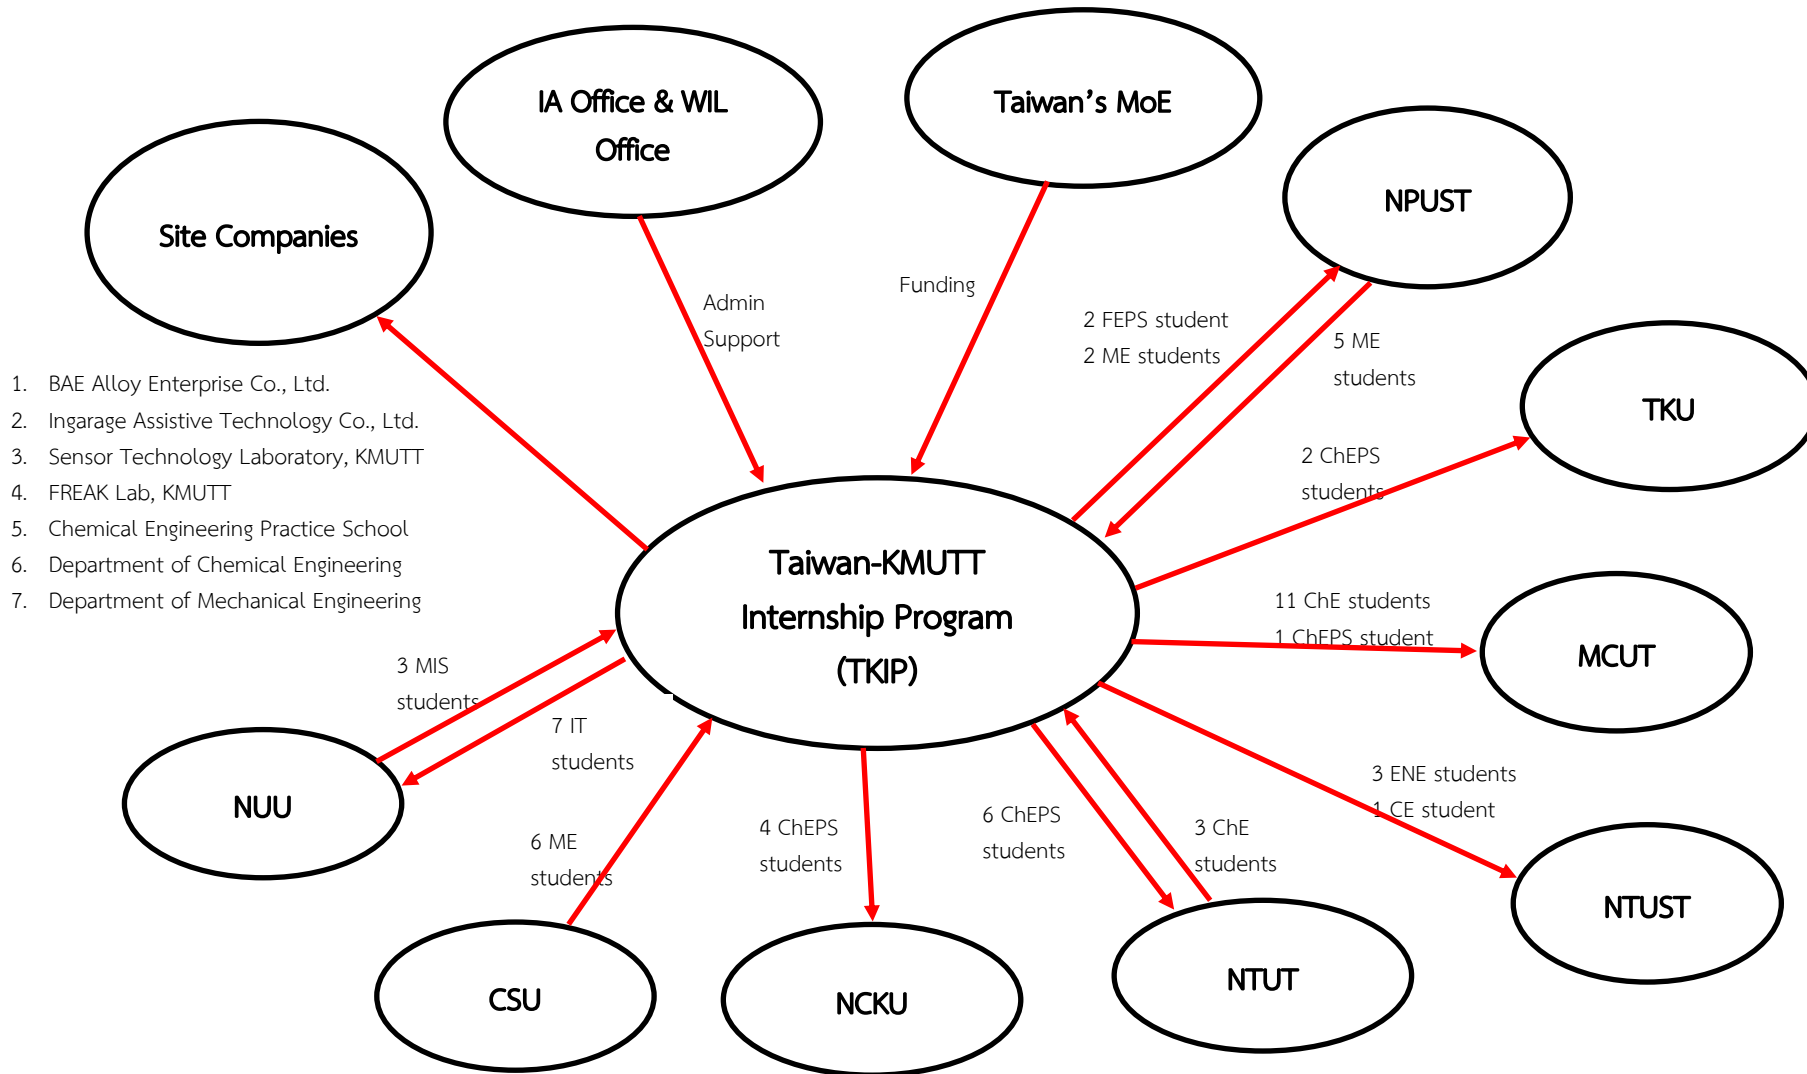 IA Office & WIL
Office
Taiwan’s MoE
NPUST
Site Companies
Admin
Support
Funding
2 FEPS student
2 ME students
5 ME
students
TKU
1. BAE Alloy Enterprise Co., Ltd.
2. Ingarage Assistive Technology Co., Ltd.
3. Sensor Technology Laboratory, KMUTT
4. FREAK Lab, KMUTT
5. Chemical Engineering Practice School
6. Department of Chemical Engineering
7. Department of Mechanical Engineering
2 ChEPS
students
Taiwan-KMUTT
Internship Program
(TKIP)
11 ChE students
1 ChEPS student
MCUT
3 MIS
students
7 IT
students
NUU
3 ENE students
1 CE student
6 ME
students
4 ChEPS
students
6 ChEPS
students
3 ChE
students
NTUST
CSU
NCKU
NTUT